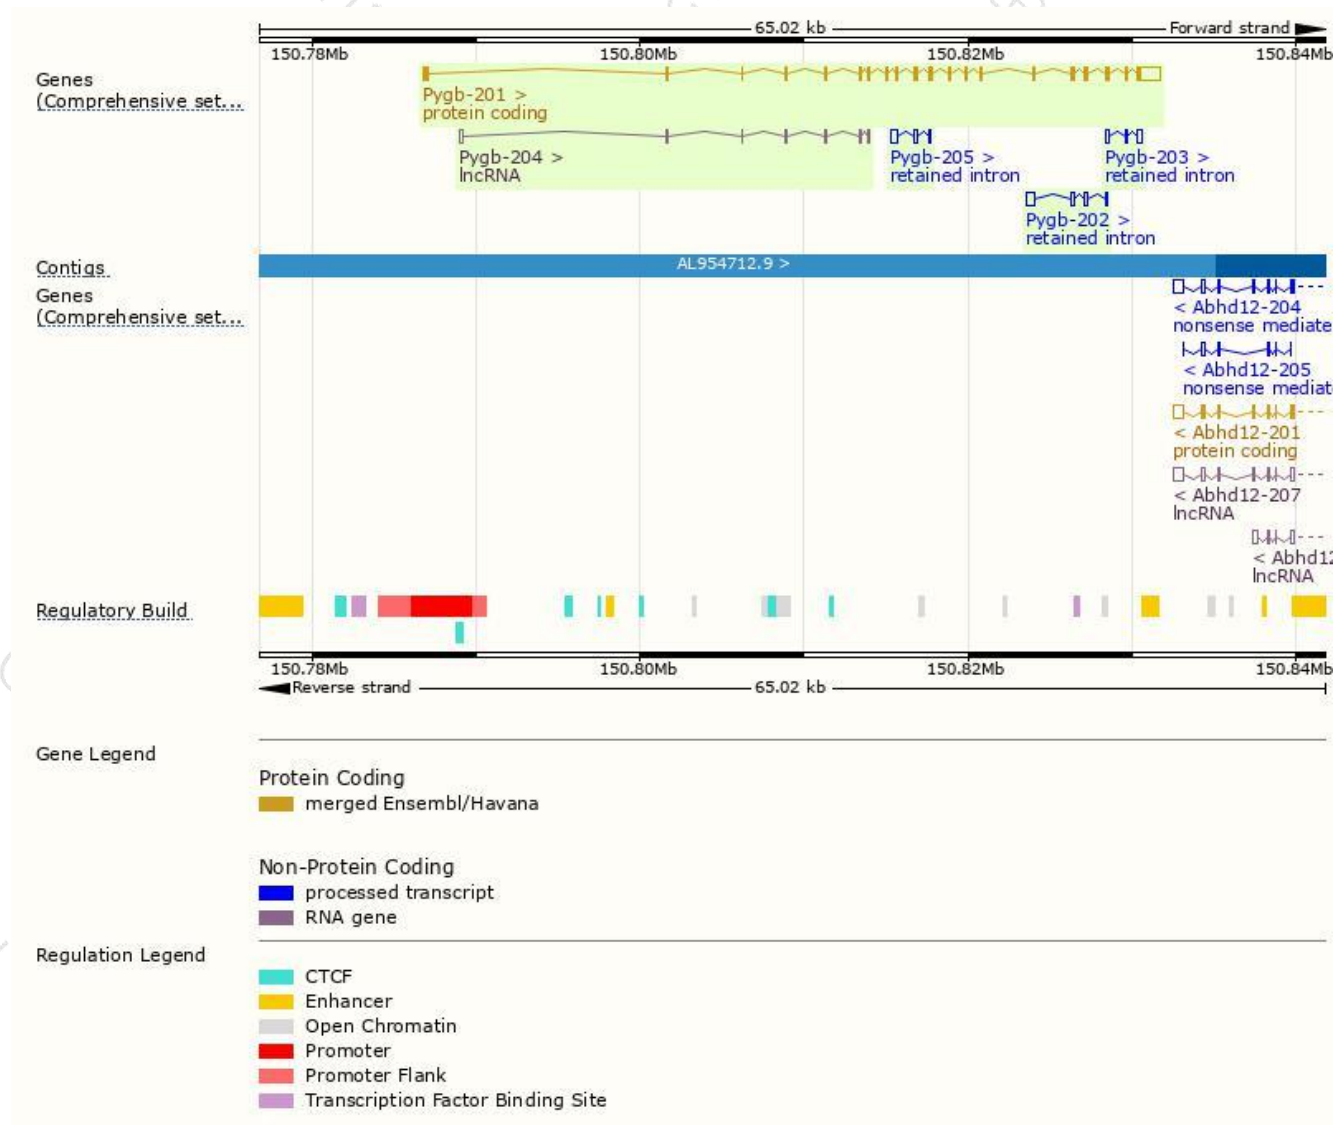 65.02 kb Forward strand
150.78Mb 150.80Mb 150.82Mb 150.84Mb
Genes
(Comprehensive set...
Pygb-201 >
protein coding
Pygb-204 > Pygb-205 > Pygb-203 >
lncRNA retained intron retained intron
Pygb-202 >
retained intron
Contigs AL954712.9 >
Genes
(Comprehensive set...
< Abhd12-204
nonsense mediate
< Abhd12-205
nonsense mediat
< Abhd12-201
protein coding
< Abhd12-207
lncRNA
< Abhd12
lncRNA
Regulatory Build
150.78Mb 150.80Mb 150.82Mb 150.84Mb
Reverse strand 65.02 kb
Gene Legend
Protein Coding
merged Ensembl/Havana
Non-Protein Coding
processed transcript
RNA gene
Regulation Legend
CTCF
Enhancer
Open Chromatin
Promoter
Promoter Flank
Transcription Factor Binding Site